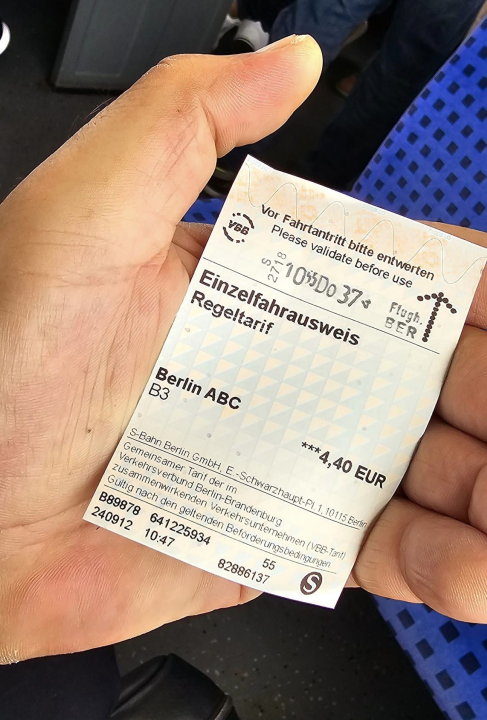 Vor Fahrtantritt bitte entwerten
Please validate before use
VBB
S 2718 10 55 Do 37 Flugh. BER
Einzelfahrausweis
Regeltarif
Berlin ABC
B3
***4,40 EUR
S-Bahn Berlin GmbH, E.-Schwarzhaupt-Pl.1,10115 Berlin
Gemeinsamer Tarif der im
Verkehrsverbund Berlin-Brandenburg
zusammenwirkenden Verkehrsunternehmen (VBB-Tarif)
Gültig nach den geltenden Beförderungsbedingungen
B89878 641225934 55
240912 10:47 82886137 S